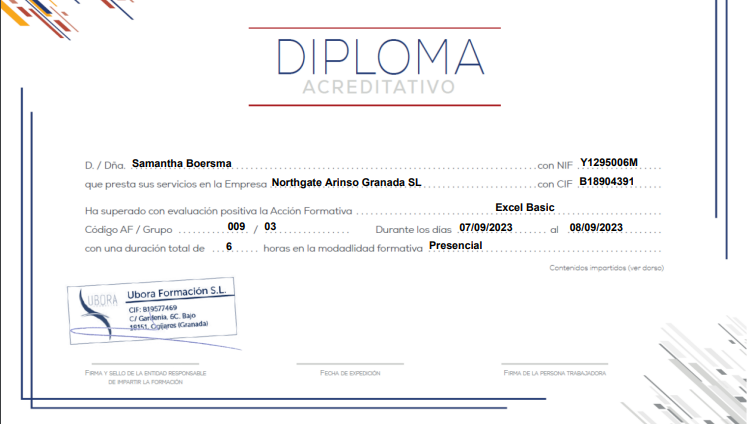 DIPLOMA
ACREDITATIVO
D. / Dña. Samantha Boersma con NIF Y1295006M
que presta sus servicios en la Empresa Northgate Arinso Granada SL con CIF B18904391
Ha superado con evaluación positiva la Acción Formativa Excel Basic
Código AF / Grupo 009 / 03 Durante los días 07/09/2023 al 08/09/2023
con una duración total de 6 horas en la modadlidad formativa Presencial
Contenidos impartidos (ver dorso)
UBORA
Ubora Formación S.L.
CIF: B19577469
C/ Gardenia, 6C. Bajo
18151, Ogíjares (Granada)
FIRMA Y SELLO DE LA ENTIDAD RESPONSABLE
DE IMPARTIR LA FORMACIÓN
FECHA DE EXPEDICIÓN
FIRMA DE LA PERSONA TRABAJADORA